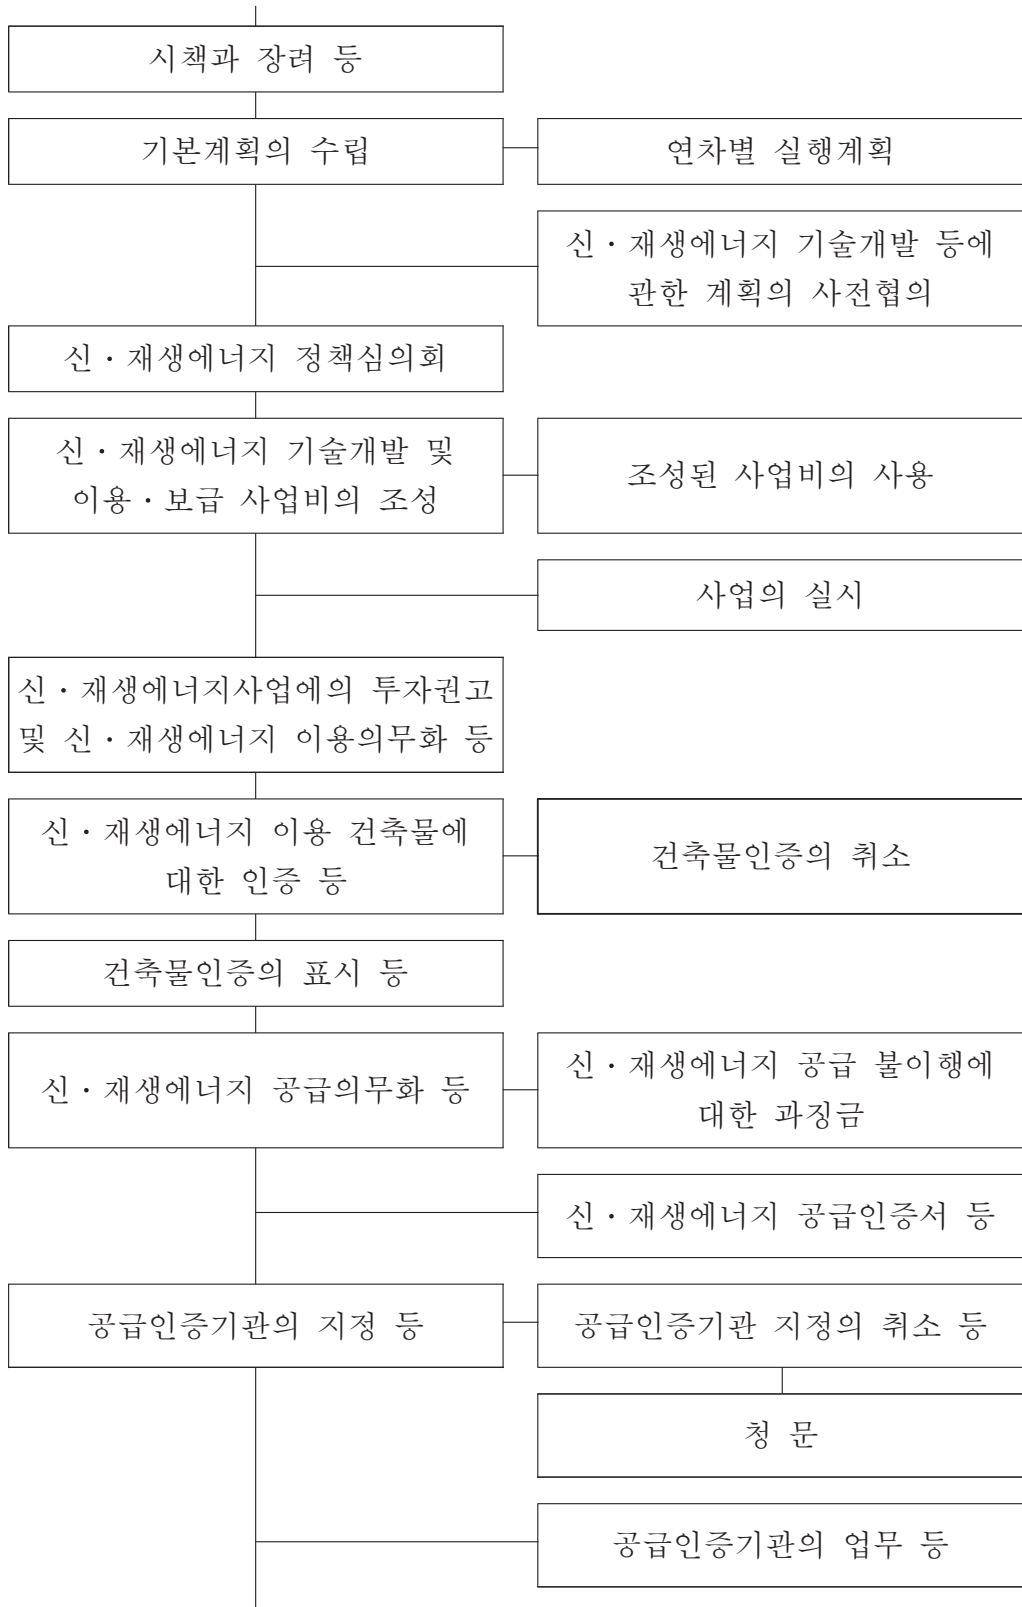 시책과 장려 등
기본계획의 수립
연차별 실행계획
신 · 재생에너지 기술개발 등에
관한 계획의 사전협의
신 · 재생에너지 정책심의회
신 · 재생에너지 기술개발 및
이용 · 보급 사업비의 조성
조성된 사업비의 사용
사업의 실시
신 · 재생에너지사업에의 투자권고
및 신 · 재생에너지 이용의무화 등
신 · 재생에너지 이용 건축물에
대한 인증 등
건축물인증의 취소
건축물인증의 표시 등
신 · 재생에너지 공급의무화 등
신 · 재생에너지 공급 불이행에
대한 과징금
신 · 재생에너지 공급인증서 등
공급인증기관의 지정 등
공급인증기관 지정의 취소 등
청 문
공급인증기관의 업무 등